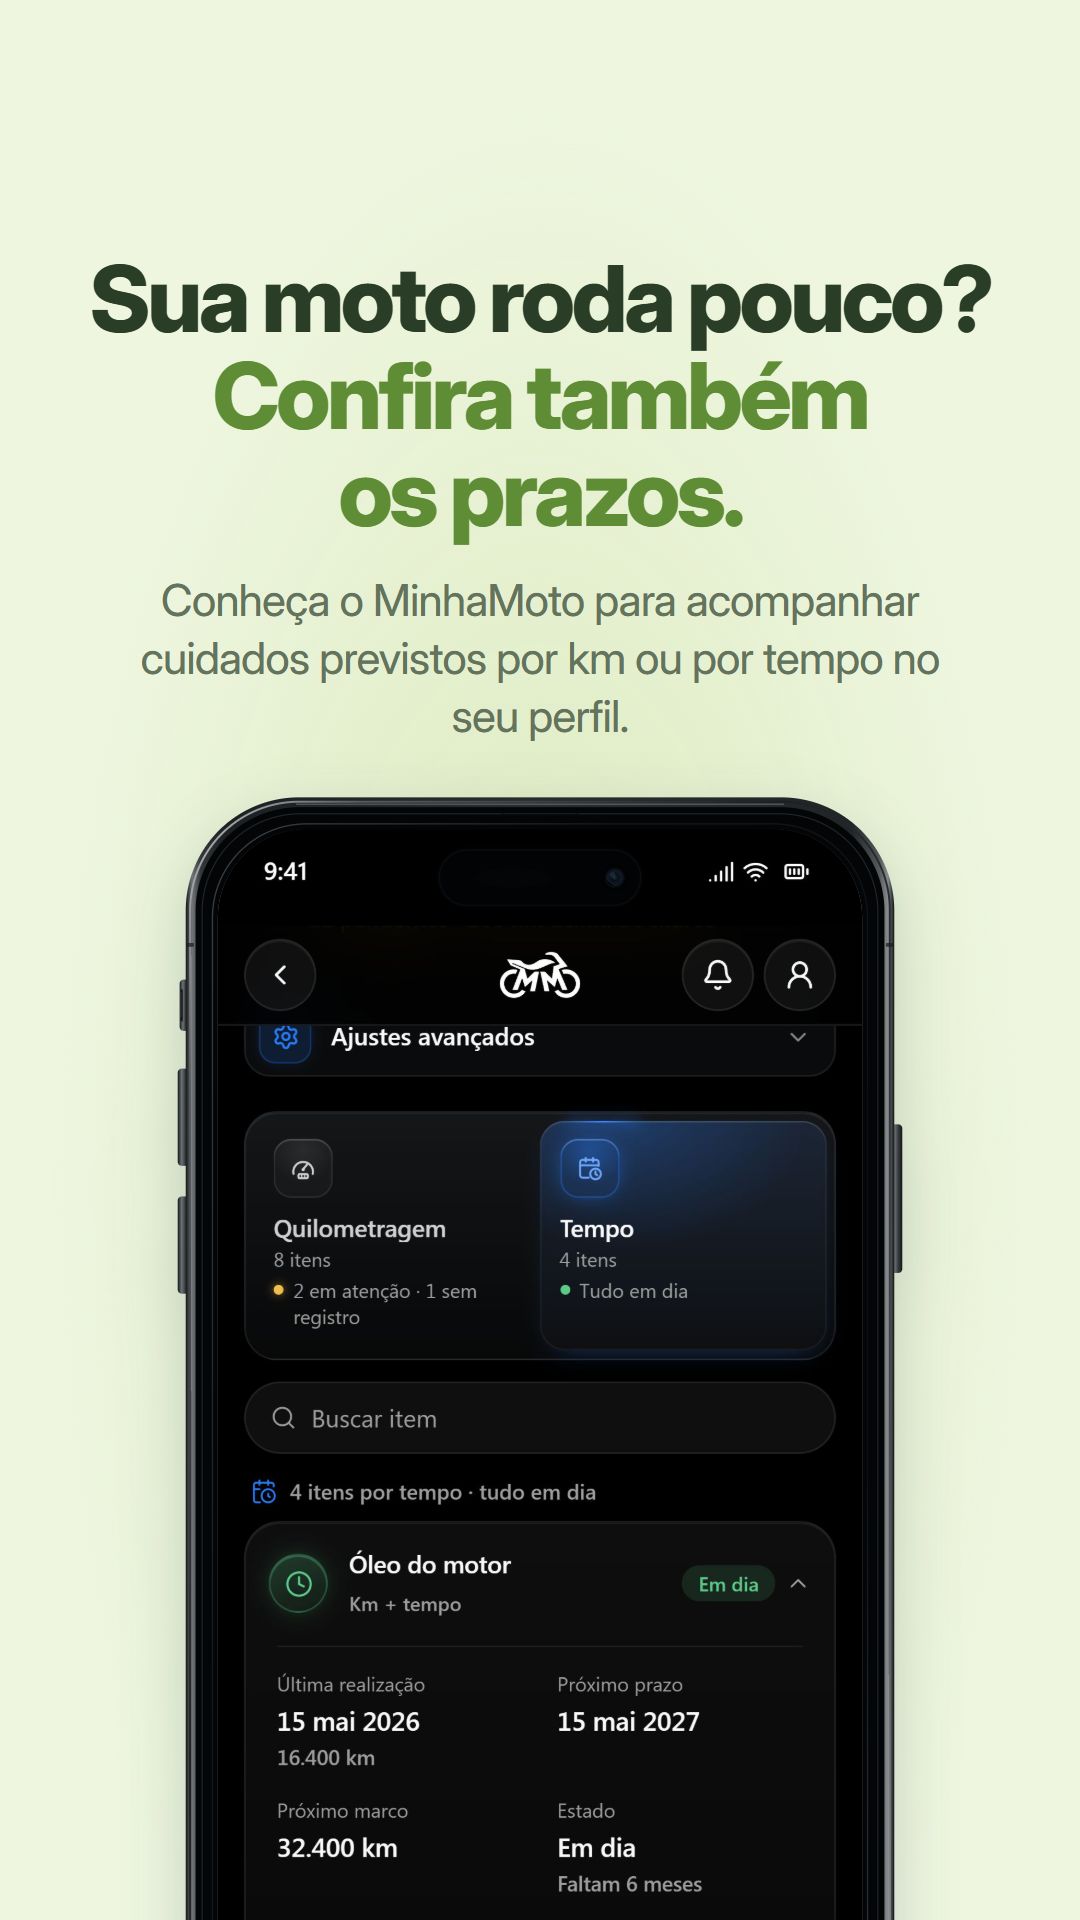 Sua moto roda pouco?
Confira também
os prazos.
Conheça o MinhaMoto para acompanhar
cuidados previstos por km ou por tempo no
seu perfil.
9:41
MM
Ajustes avançados
Quilometragem
8 itens
2 em atenção · 1 sem
registro
Tempo
4 itens
Tudo em dia
Buscar item
4 itens por tempo · tudo em dia
Óleo do motor
Km + tempo
Em dia
Última realização
15 mai 2026
16.400 km
Próximo prazo
15 mai 2027
Próximo marco
32.400 km
Estado
Em dia
Faltam 6 meses